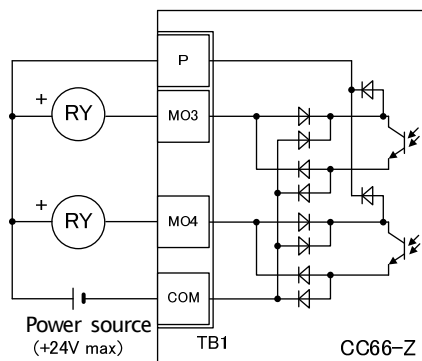 P
+
RY
MO3
+
RY
MO4
COM
Power source
(+24V max)
TB1
CC66-Z